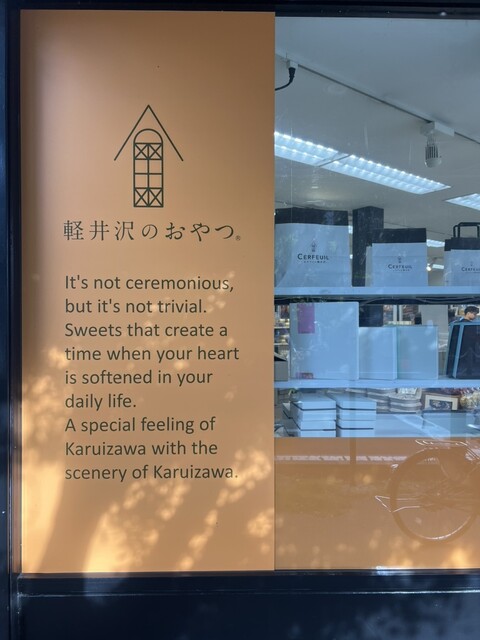 軽井沢のおやつ®
It's not ceremonious,
but it's not trivial.
Sweets that create a
time when your heart
is softened in your
daily life.
A special feeling of
Karuizawa with the
scenery of Karuizawa.
CERFEUIL
CERFEUIL